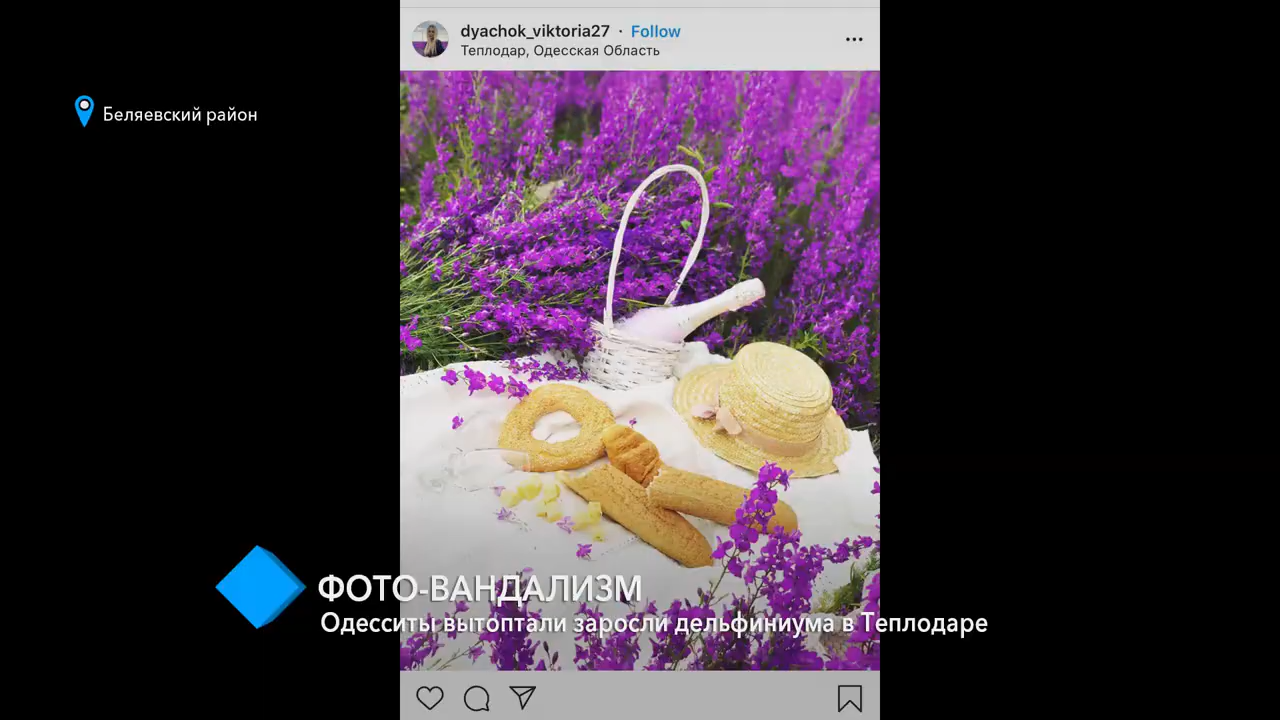 dyachok_viktoria27 · Follow
Теплодар, Одесская Область
Беляевский район
ФОТО-ВАНДАЛИЗМ
Одесситы вытоптали заросли дельфиниума в Теплодаре